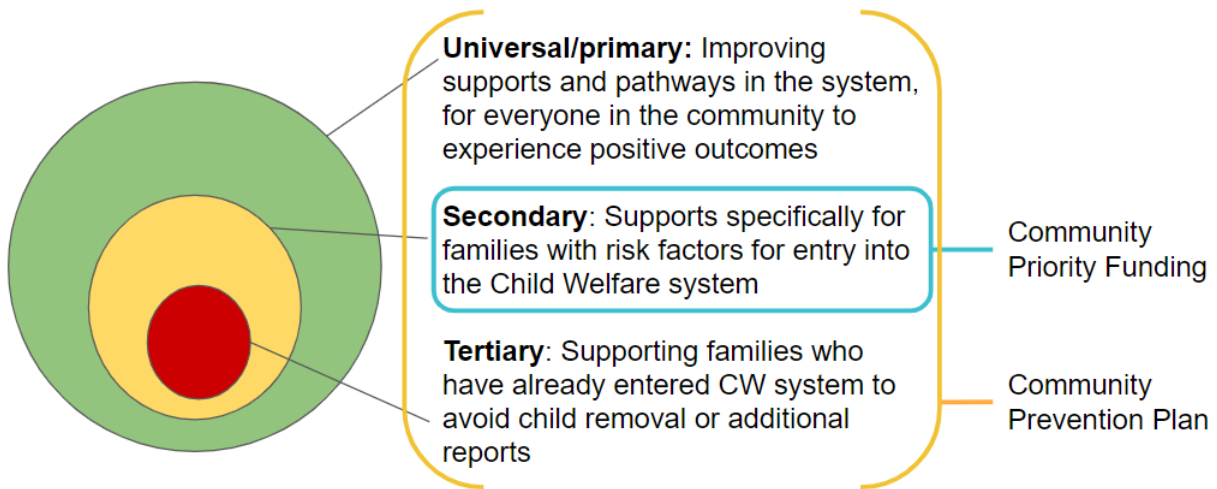 Universal/primary: Improving
supports and pathways in the system,
for everyone in the community to
experience positive outcomes
Secondary: Supports specifically for
families with risk factors for entry into
the Child Welfare system
Community
Priority Funding
Tertiary: Supporting families who
have already entered CW system to
avoid child removal or additional
reports
Community
Prevention Plan